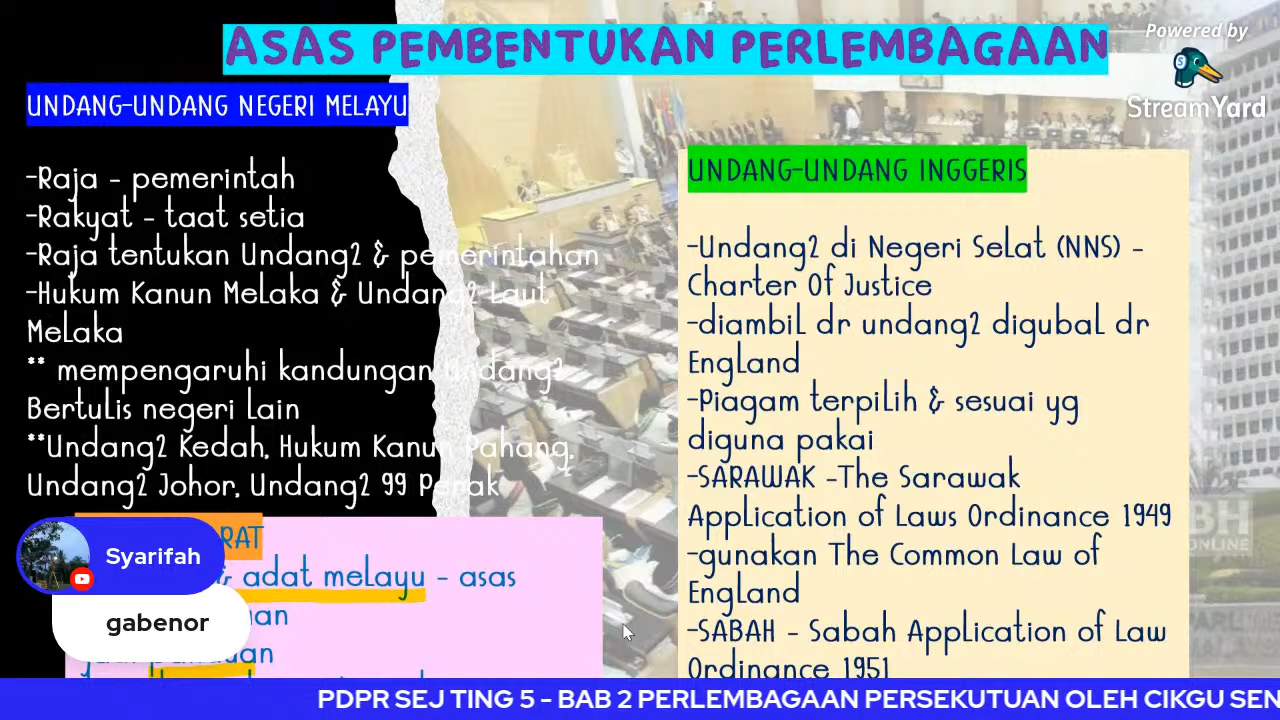 ASAS PEMBENTUKAN PERLEMBAGAAN
Powered by
StreamYard
UNDANG-UNDANG NEGERI MELAYU
-Raja - pemerintah
-Rakyat - taat setia
-Raja tentukan Undang2 & pemerintahan
-Hukum Kanun Melaka & Undang2 Laut
Melaka
** mempengaruhi kandungan Undang2
Bertulis negeri lain
**Undang2 Kedah, Hukum Kanun Pahang,
Undang2 Johor, Undang2 99 Perak
UNDANG-UNDANG INGGERIS
-Undang2 di Negeri Selat (NNS) -
Charter Of Justice
-diambil dr undang2 digubal dr
England
-Piagam terpilih & sesuai yg
diguna pakai
-SARAWAK -The Sarawak
Application of Laws Ordinance 1949
-gunakan The Common Law of
England
-SABAH - Sabah Application of Law
Ordinance 1951
RAT
& adat melayu - asas
Syarifah
gabenor
PDPR SEJ TING 5 - BAB 2 PERLEMBAGAAN PERSEKUTUAN OLEH CIKGU SEN